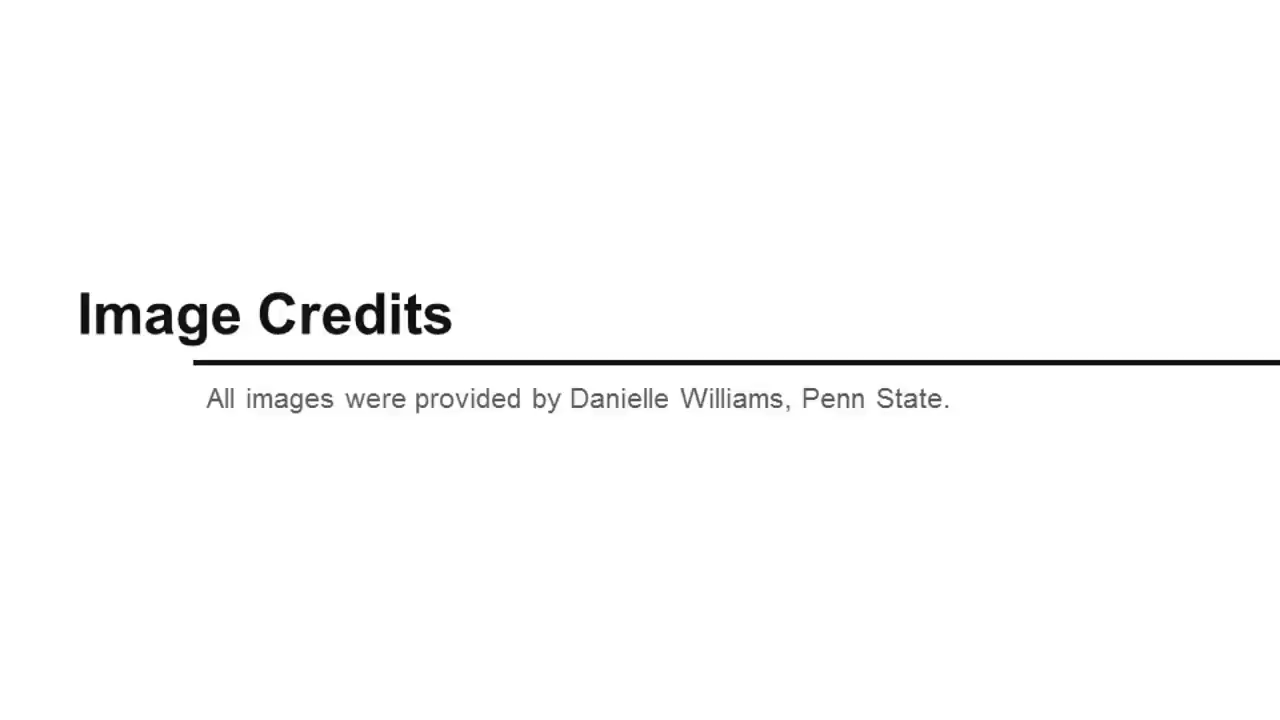 Image Credits
All images were provided by Danielle Williams, Penn State.